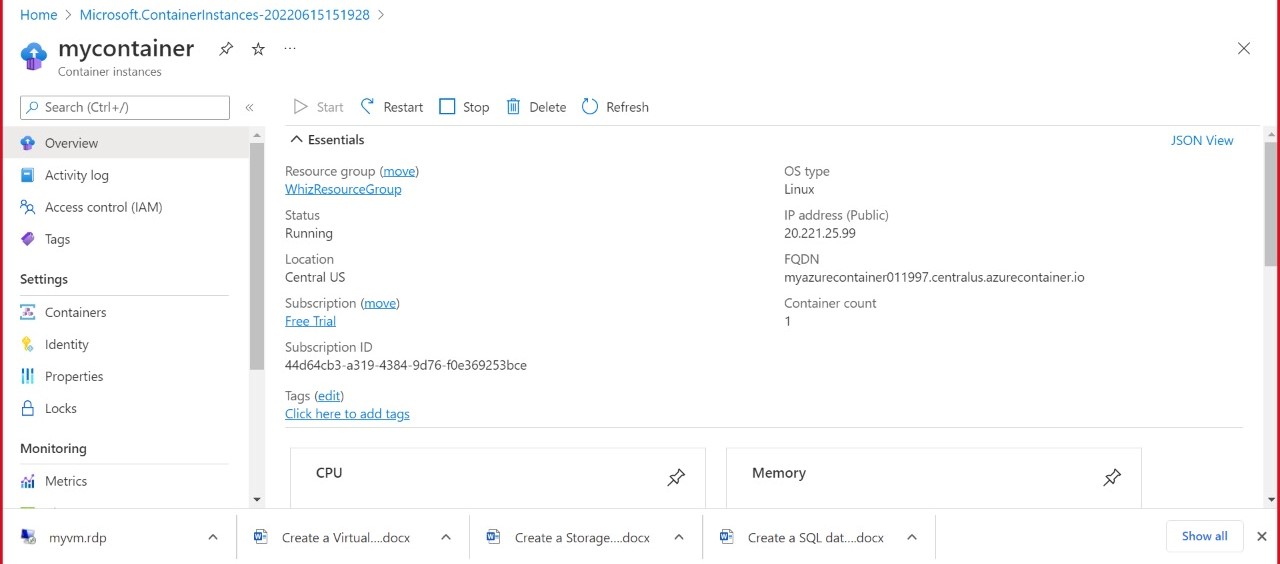 Home > Microsoft.ContainerInstances-20220615151928 >
mycontainer ...
Container instances
Search (Ctrl+/) «
Start Restart Stop Delete Refresh
Overview
Activity log
Access control (IAM)
Tags
Settings
Containers
Identity
Properties
Locks
Monitoring
Metrics
Essentials
JSON View
Resource group (move)
WhizResourceGroup
Status
Running
Location
Central US
Subscription (move)
Free Trial
Subscription ID
44d64cb3-a319-4384-9d76-f0e369253bce
Tags (edit)
Click here to add tags
OS type
Linux
IP address (Public)
20.221.25.99
FQDN
myazurecontainer011997.centralus.azurecontainer.io
Container count
1
CPU
Memory
myvm.rdp
Create a Virtual....docx
Create a Storage....docx
Create a SQL dat....docx
Show all